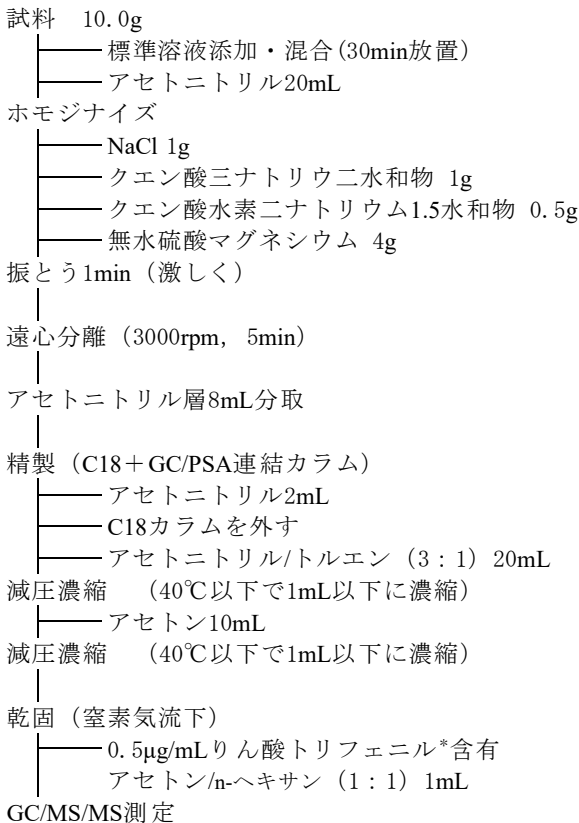 試料　10.0g
標準溶液添加・混合(30min放置)
アセトニトリル20mL
ホモジナイズ
NaCl 1g
クエン酸三ナトリウ二水和物 1g
クエン酸水素二ナトリウム1.5水和物 0.5g
無水硫酸マグネシウム 4g
振とう1min（激しく）
遠心分離（3000rpm, 5min）
アセトニトリル層8mL分取
精製（C18＋GC/PSA連結カラム）
アセトニトリル2mL
C18カラムを外す
アセトニトリル/トルエン（3：1）20mL
減圧濃縮　（40℃以下で1mL以下に濃縮）
アセトン10mL
減圧濃縮　（40℃以下で1mL以下に濃縮）
乾固（窒素気流下）
0.5μg/mLりん酸トリフェニル*含有
アセトン/n-ヘキサン（1：1）1mL
GC/MS/MS測定